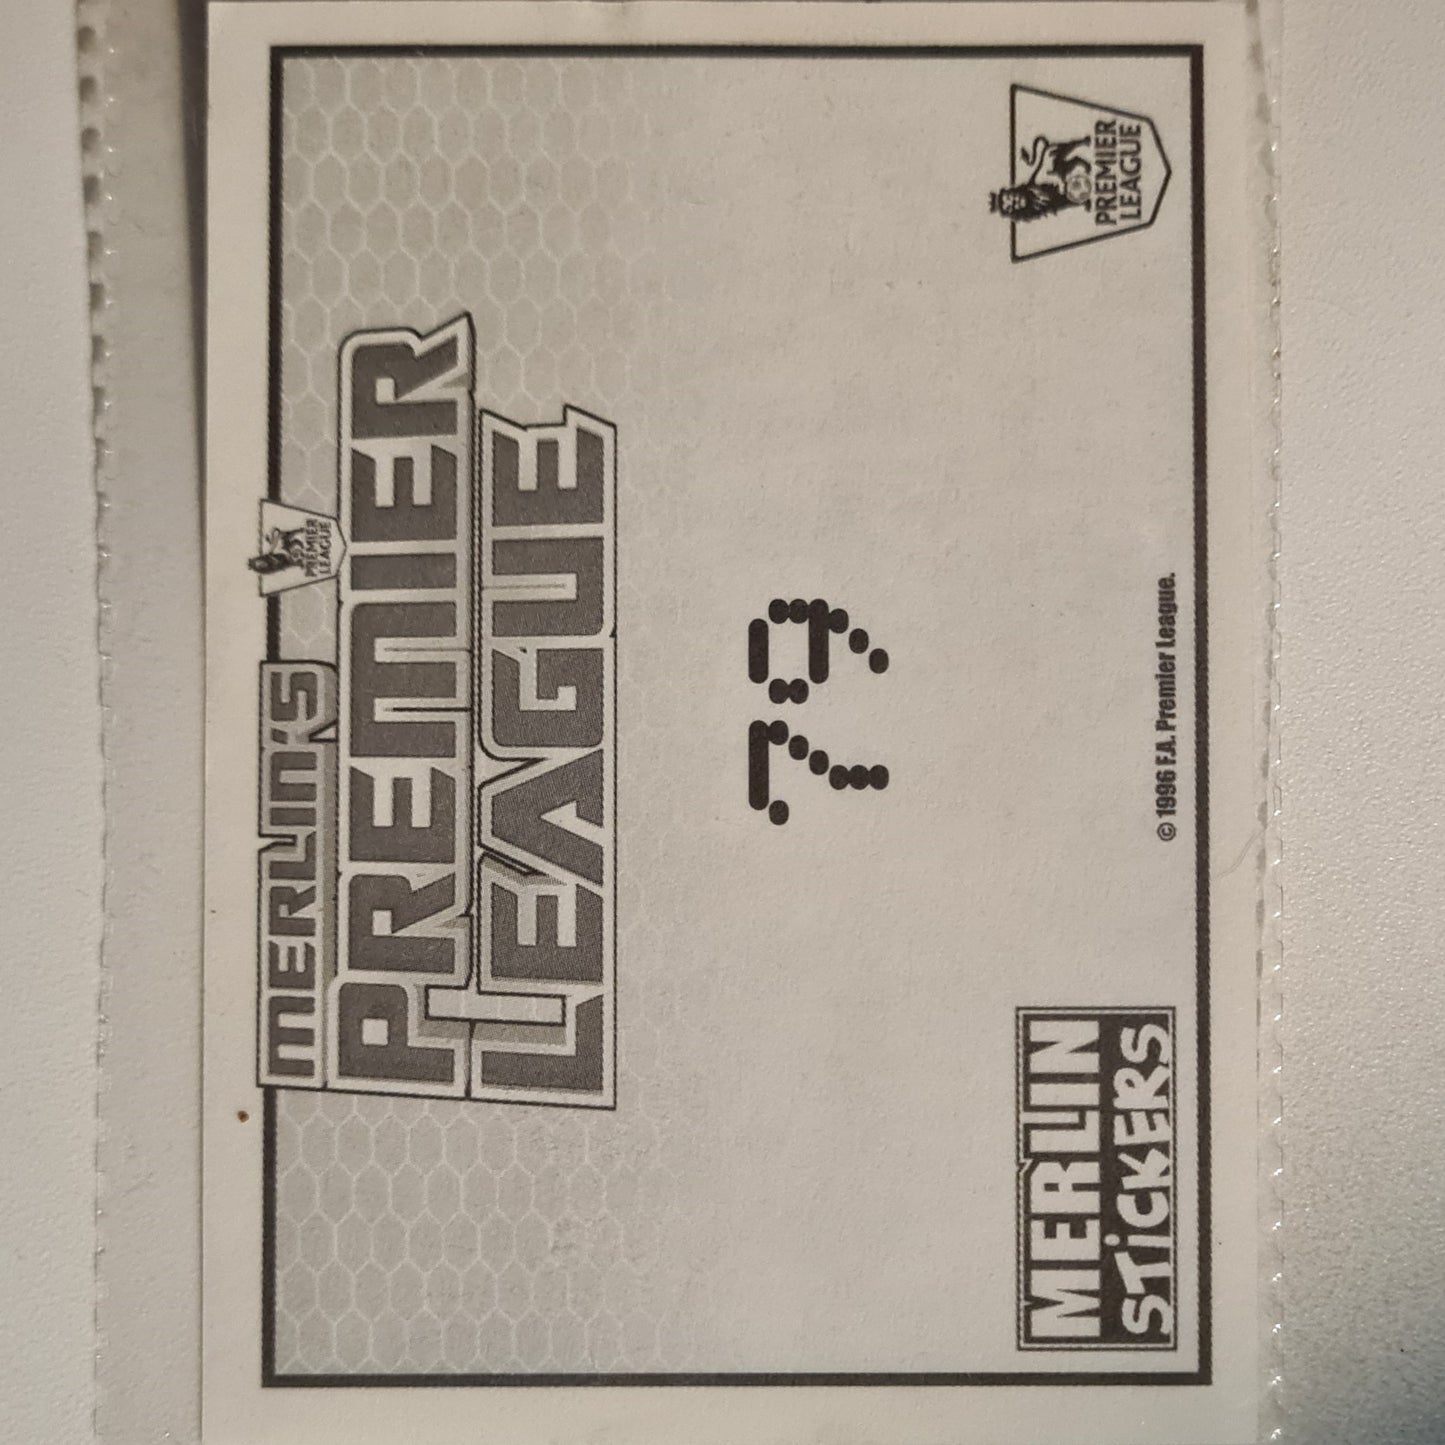 MERLIN'S
PREMIER
LEAGUE
PREMIER
LEAGUE
79
MERLIN
STICKERS
© 1996 F.A. Premier League.
PREMIER
LEAGUE